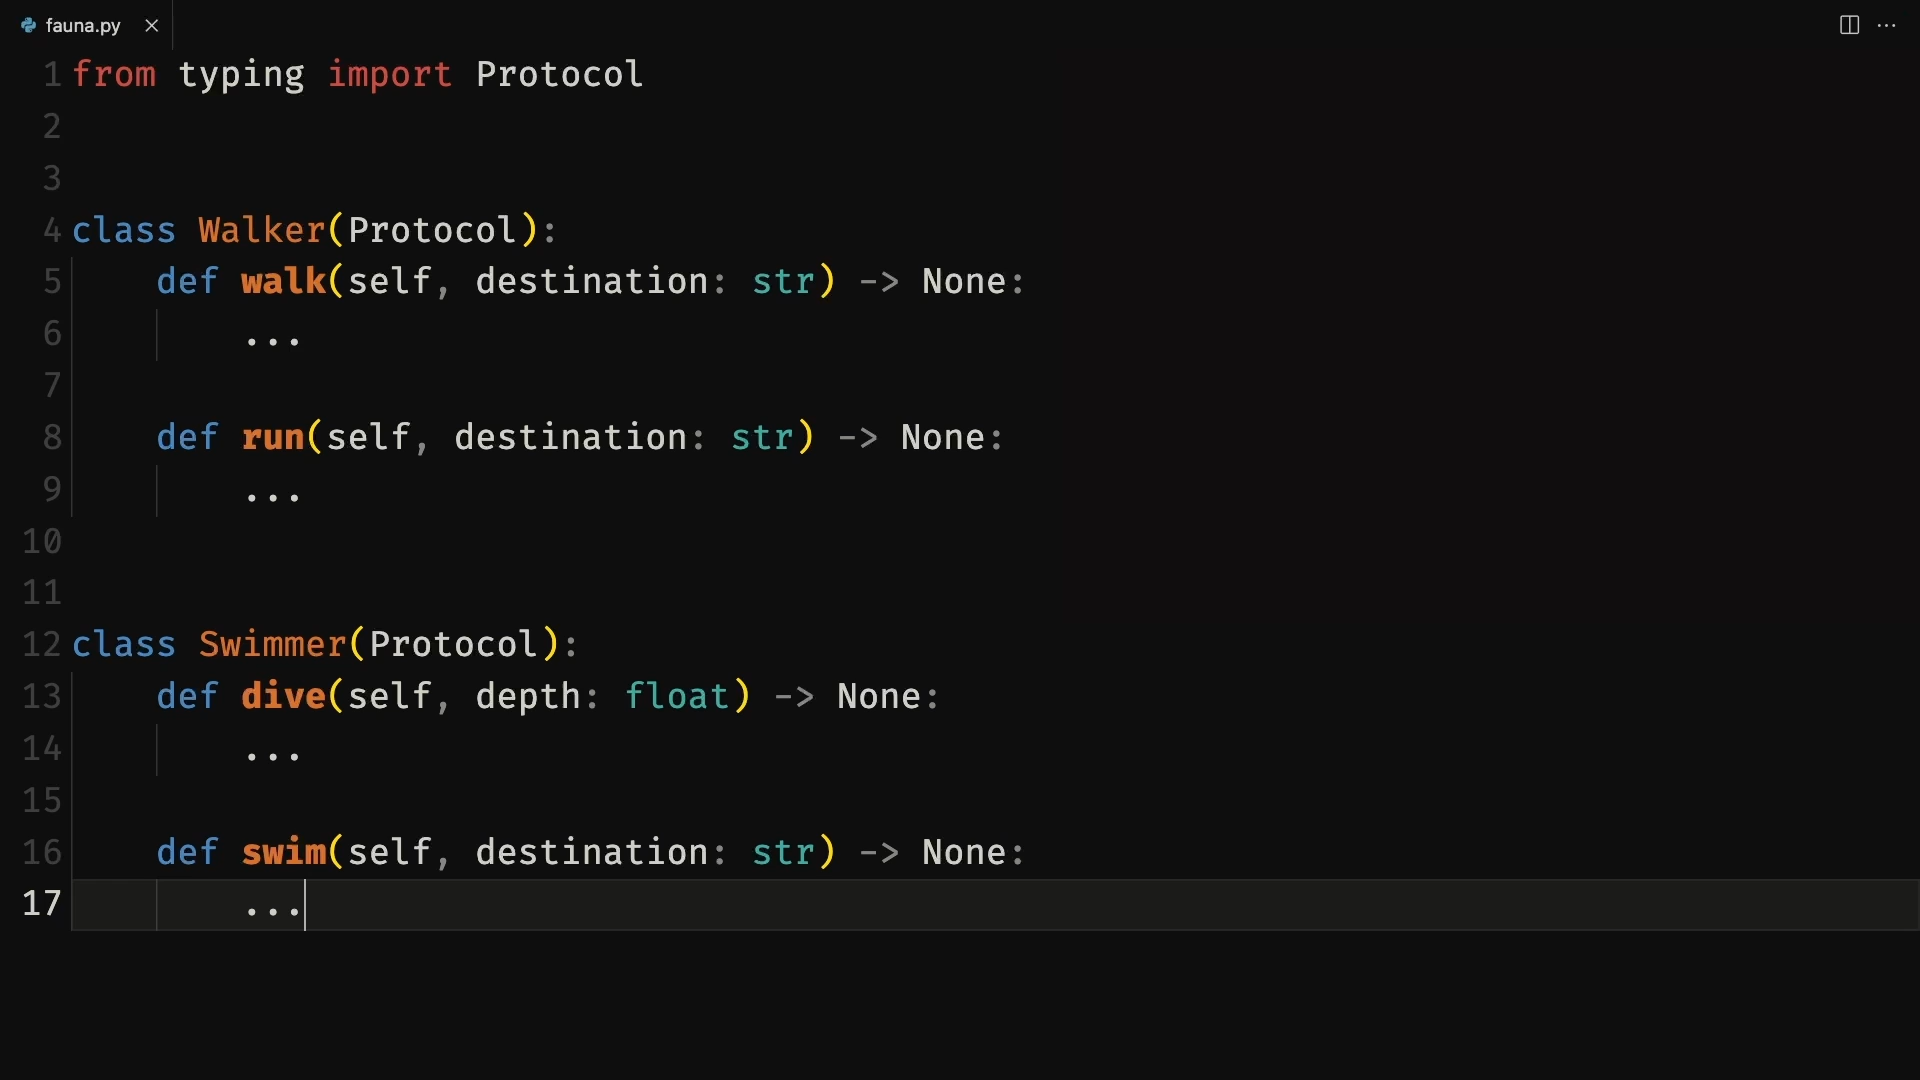 fauna.py
1 from typing import Protocol
2
3
4 class Walker(Protocol):
5     def walk(self, destination: str) -> None:
6         ...
7
8     def run(self, destination: str) -> None:
9         ...
10
11
12 class Swimmer(Protocol):
13     def dive(self, depth: float) -> None:
14         ...
15
16     def swim(self, destination: str) -> None:
17         ...